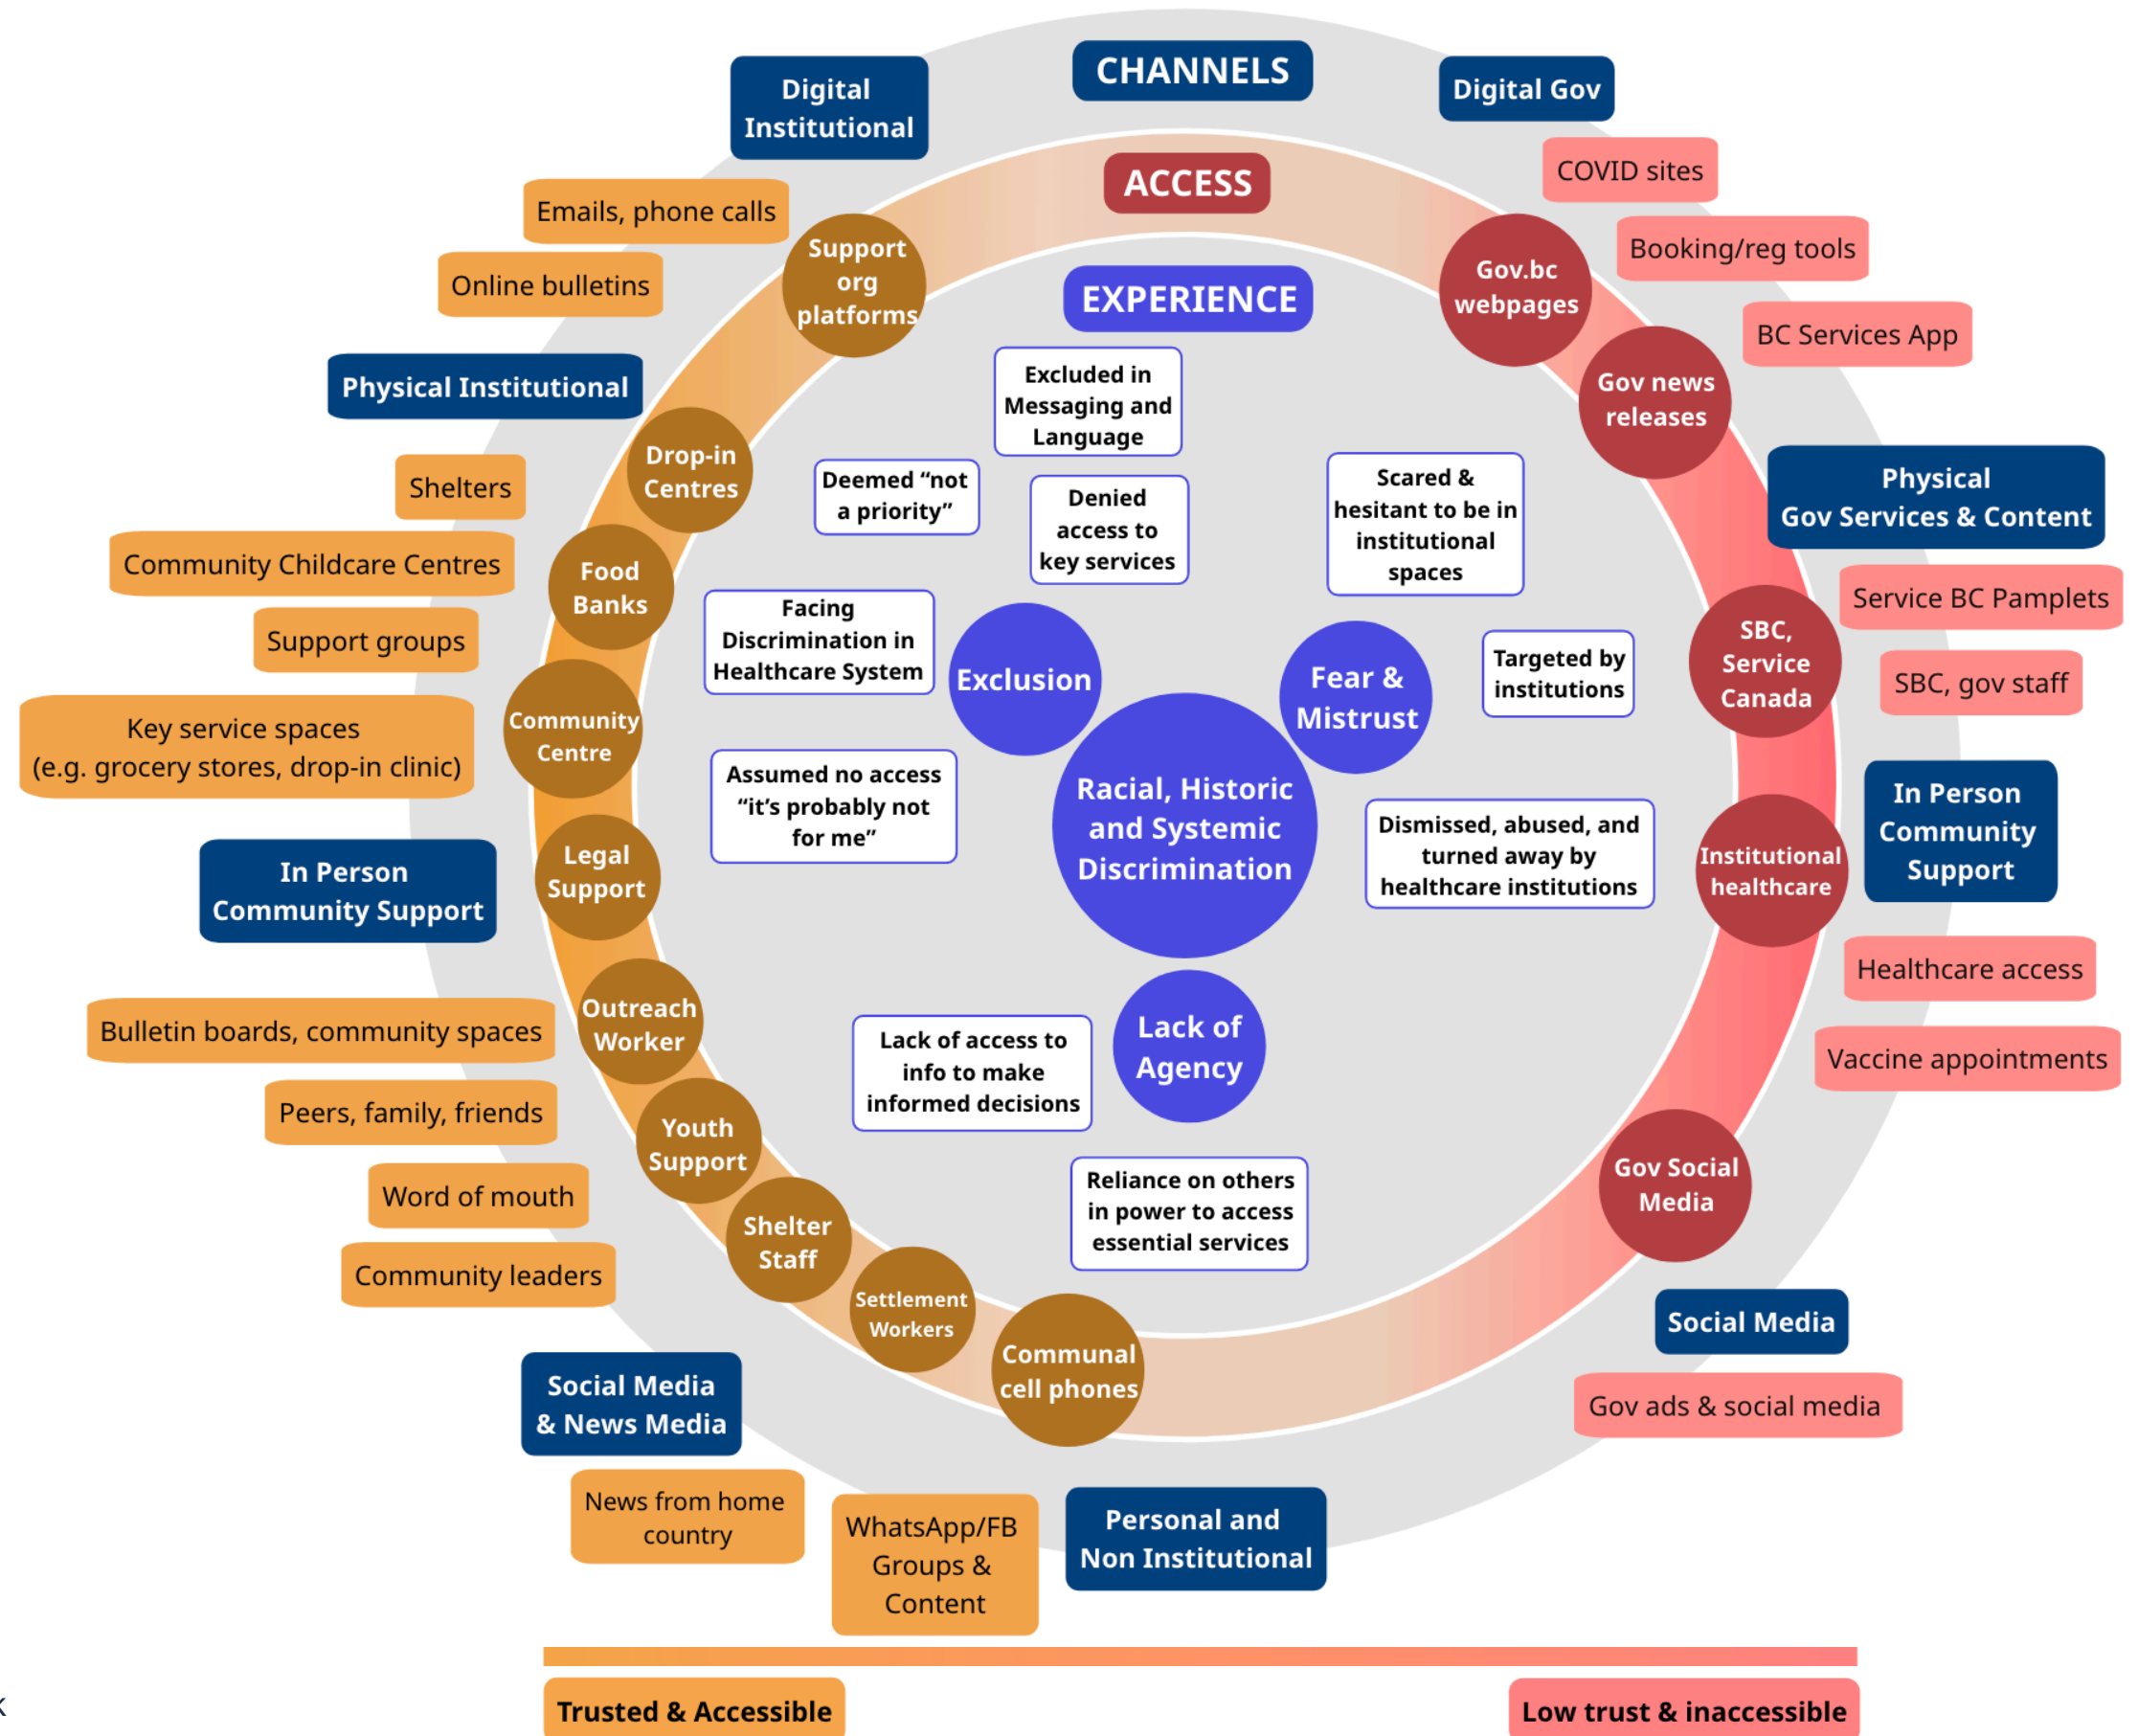 CHANNELS
Digital
Institutional
Digital Gov
COVID sites
Booking/reg tools
BC Services App
Emails, phone calls
Online bulletins
ACCESS
Support
org
platforms
Gov.bc
webpages
Gov news
releases
EXPERIENCE
Physical Institutional
Shelters
Community Childcare Centres
Support groups
Key service spaces
(e.g. grocery stores, drop-in clinic)
Drop-in
Centres
Food
Banks
Community
Centre
Excluded in
Messaging and
Language
Deemed “not
a priority”
Denied
access to
key services
Facing
Discrimination in
Healthcare System
Exclusion
Assumed no access
“it’s probably not
for me”
Scared &
hesitant to be in
institutional
spaces
Fear &
Mistrust
Targeted by
institutions
Dismissed, abused, and
turned away by
healthcare institutions
Racial, Historic
and Systemic
Discrimination
Physical
Gov Services & Content
Service BC Pamplets
SBC, gov staff
SBC,
Service
Canada
In Person
Community
Support
Institutional
healthcare
Healthcare access
Vaccine appointments
In Person
Community Support
Legal
Support
Bulletin boards, community spaces
Peers, family, friends
Word of mouth
Community leaders
Outreach
Worker
Youth
Support
Shelter
Staff
Settlement
Workers
Communal
cell phones
Lack of
Agency
Lack of access to
info to make
informed decisions
Reliance on others
in power to access
essential services
Gov Social
Media
Social Media
Gov ads & social media
Social Media
& News Media
News from home
country
WhatsApp/FB
Groups &
Content
Personal and
Non Institutional
Trusted & Accessible
Low trust & inaccessible